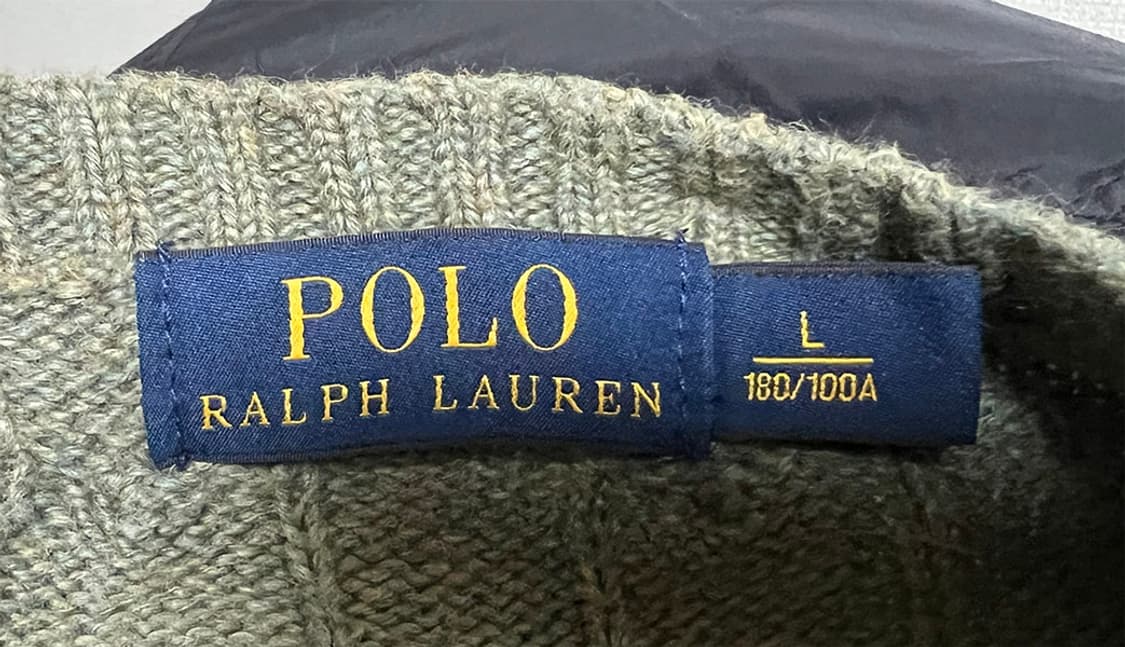 POLO
RALPH LAUREN
L
180/100A